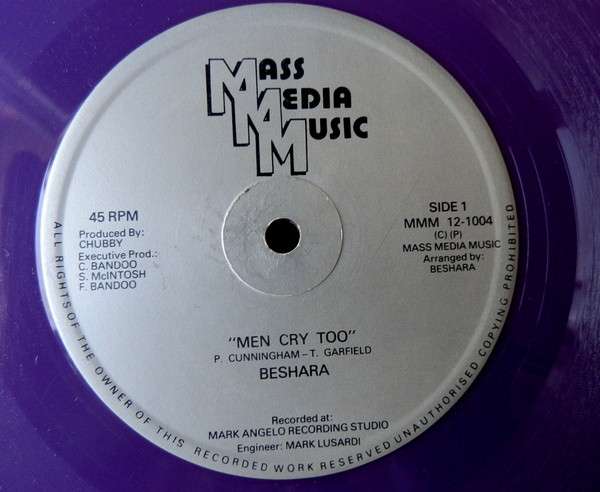 MASS
MEDIA
MUSIC
45 RPM
Produced By:
CHUBBY
Executive Prod.:
C. BANDOO
S. McINTOSH
F. BANDOO
SIDE 1
MMM 12-1004
(C) (P)
MASS MEDIA MUSIC
Arranged by:
BESHARA
"MEN CRY TOO"
P. CUNNINGHAM – T. GARFIELD
BESHARA
Recorded at:
MARK ANGELO RECORDING STUDIO
Engineer: MARK LUSARDI
ALL RIGHTS OF THE OWNER OF THIS RECORDED WORK RESERVED UNAUTHORISED COPYING PROHIBITED